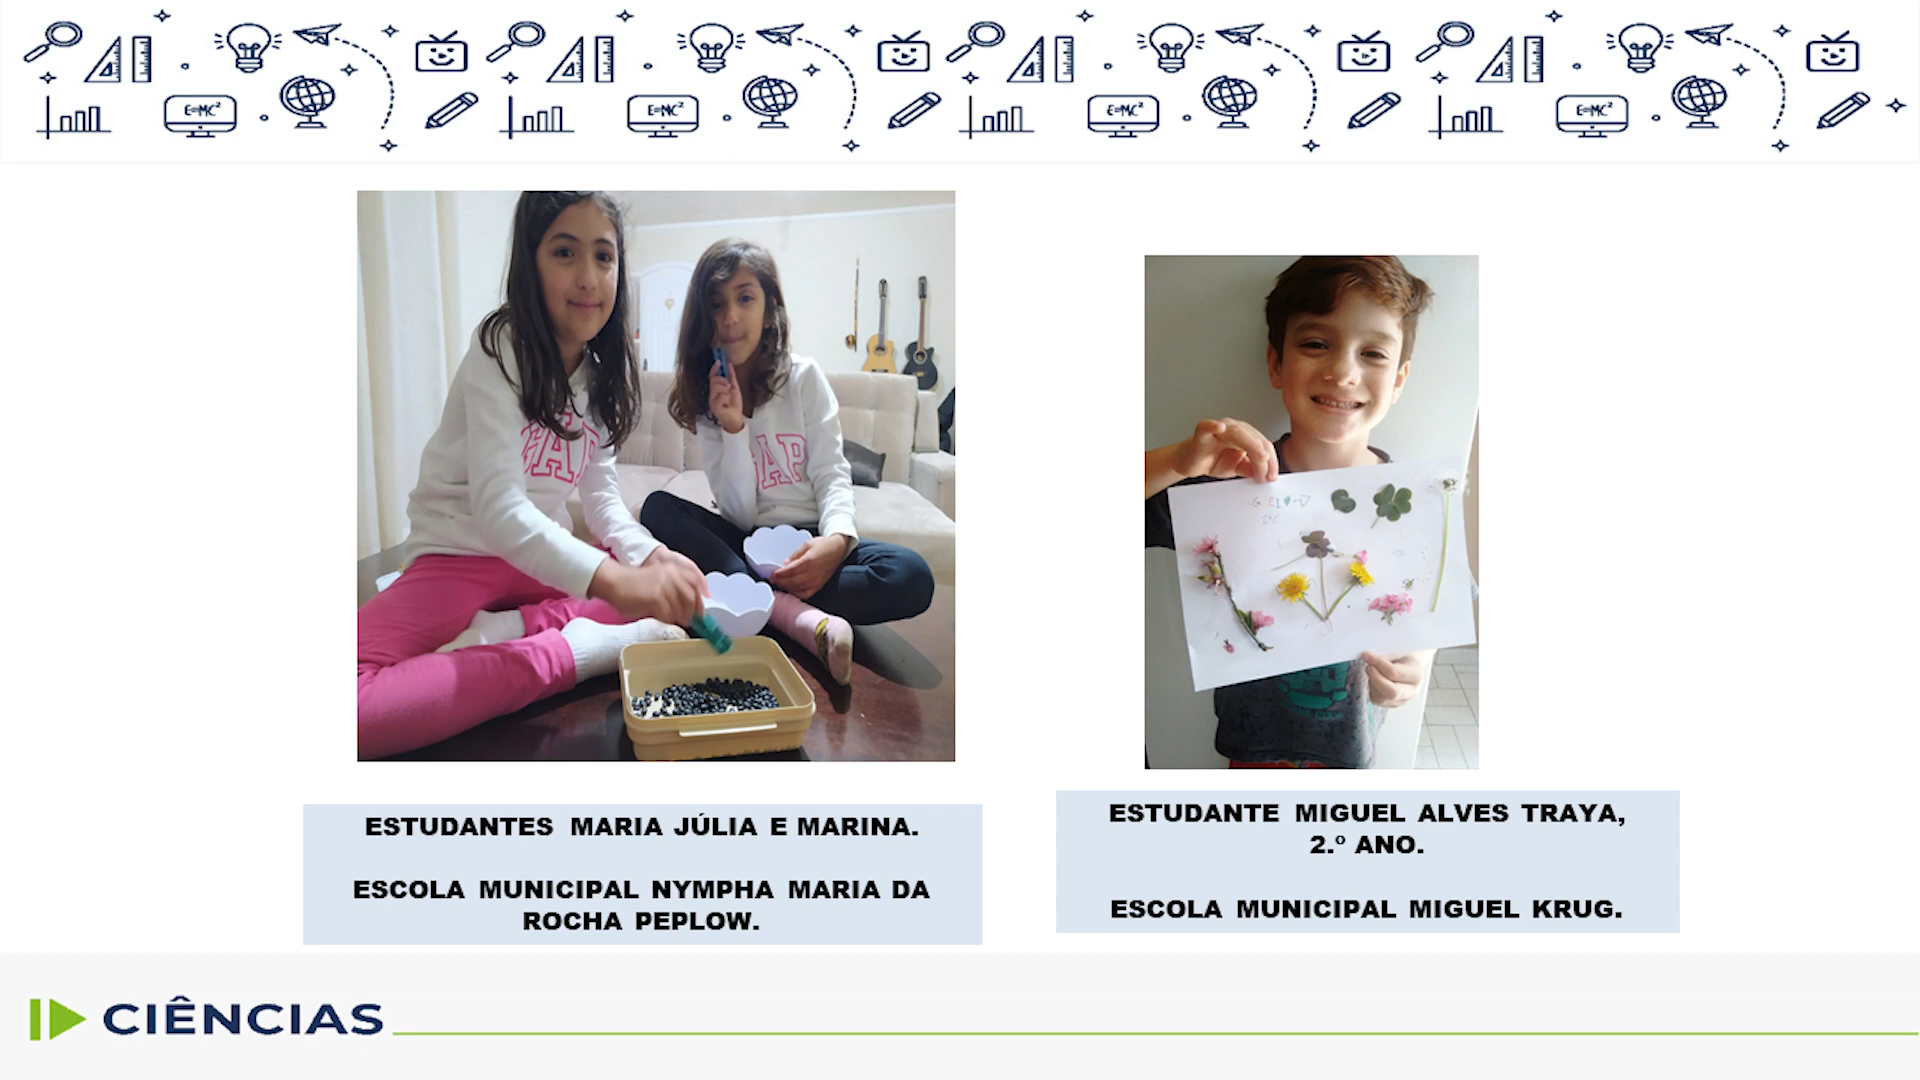 E=MC²
E=MC²
E=MC²
E=MC²
GAP
GAP
ESTUDANTES MARIA JÚLIA E MARINA.
ESCOLA MUNICIPAL NYMPHA MARIA DA
ROCHA PEPLOW.
ESTUDANTE MIGUEL ALVES TRAYA,
2.º ANO.
ESCOLA MUNICIPAL MIGUEL KRUG.
CIÊNCIAS